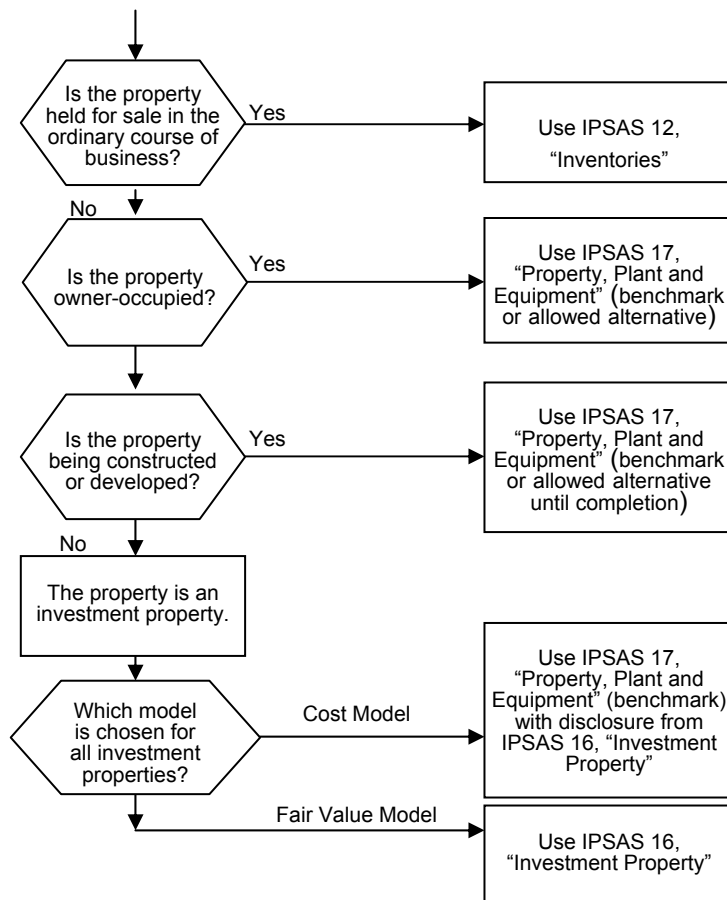 Is the property
held for sale in the
ordinary course of
business?
Yes
Use IPSAS 12,
“Inventories”
No
Is the property
owner-occupied?
Yes
Use IPSAS 17,
“Property, Plant and
Equipment” (benchmark
or allowed alternative)
Is the property
being constructed
or developed?
Yes
Use IPSAS 17,
“Property, Plant and
Equipment” (benchmark
or allowed alternative
until completion)
No
The property is an
investment property.
Which model
is chosen for
all investment
properties?
Cost Model
Use IPSAS 17,
“Property, Plant and
Equipment” (benchmark)
with disclosure from
IPSAS 16, “Investment
Property”
Fair Value Model
Use IPSAS 16,
“Investment Property”